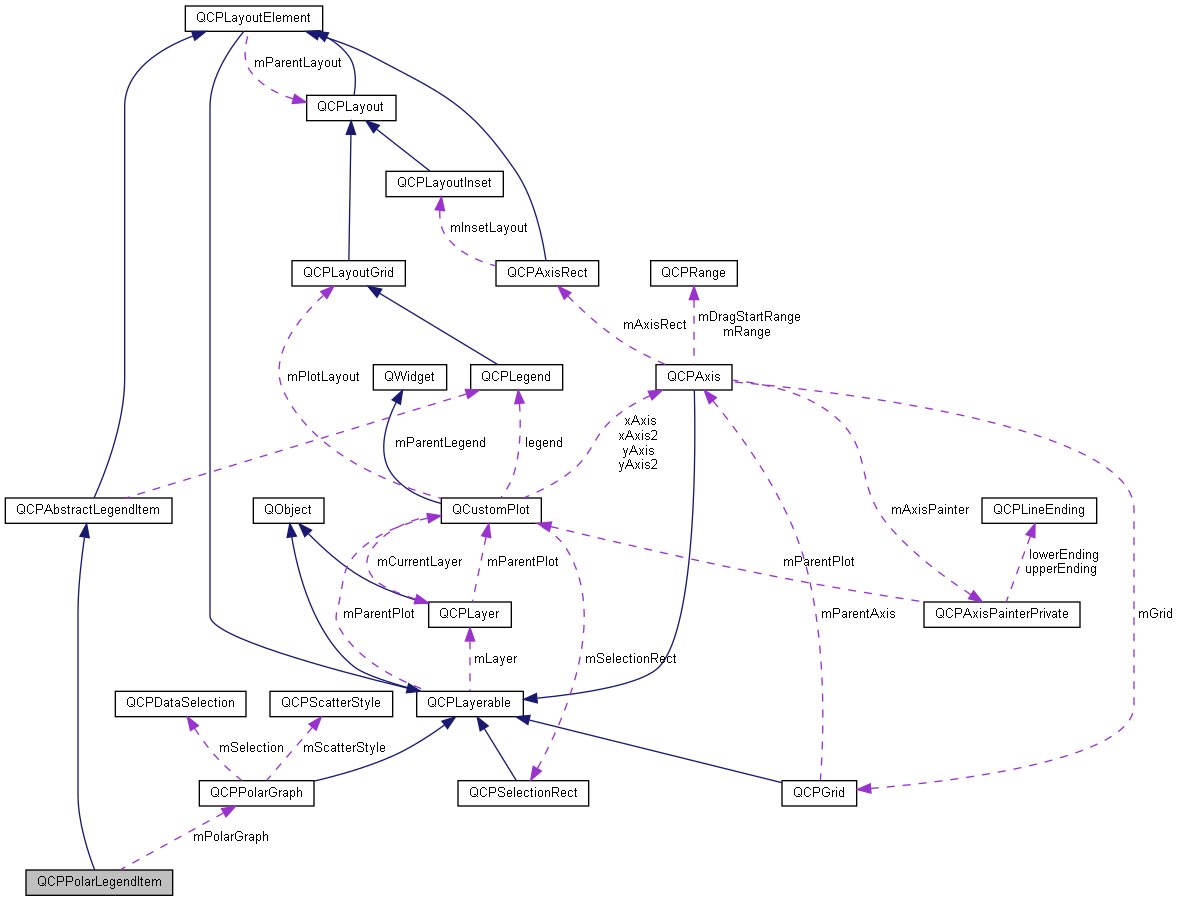 QCPLayoutElement
mParentLayout
QCPLayout
QCPLayoutInset
mInsetLayout
QCPLayoutGrid
QCPAxisRect
QCPRange
mAxisRect
mDragStartRange
mRange
mPlotLayout
QWidget
QCPLegend
QCPAxis
mParentLegend
legend
xAxis
xAxis2
yAxis
yAxis2
QCPAbstractLegendItem
QObject
QCustomPlot
mAxisPainter
QCPLineEnding
mCurrentLayer
mParentPlot
mParentPlot
lowerEnding
upperEnding
mParentPlot
QCPLayer
mParentAxis
QCPAxisPainterPrivate
mGrid
mLayer
mSelectionRect
QCPDataSelection
QCPScatterStyle
QCPLayerable
mSelection
mScatterStyle
QCPPolarGraph
QCPSelectionRect
QCPGrid
mPolarGraph
QCPPolarLegendItem